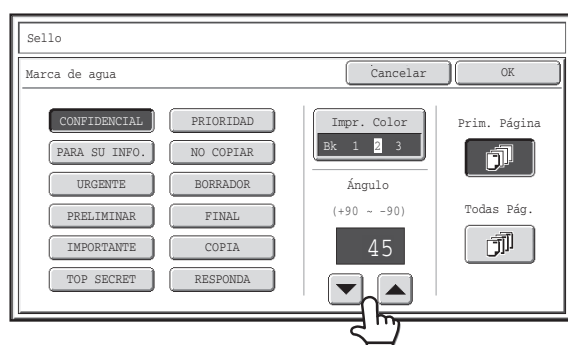 Sello
Marca de agua
Cancelar
OK
CONFIDENCIAL
PRIORIDAD
PARA SU INFO.
NO COPIAR
URGENTE
BORRADOR
PRELIMINAR
FINAL
IMPORTANTE
COPIA
TOP SECRET
RESPONDA
Impr. Color
Bk 1 2 3
Ángulo
(+90 ~ -90)
45
Prim. Página
Todas Pág.